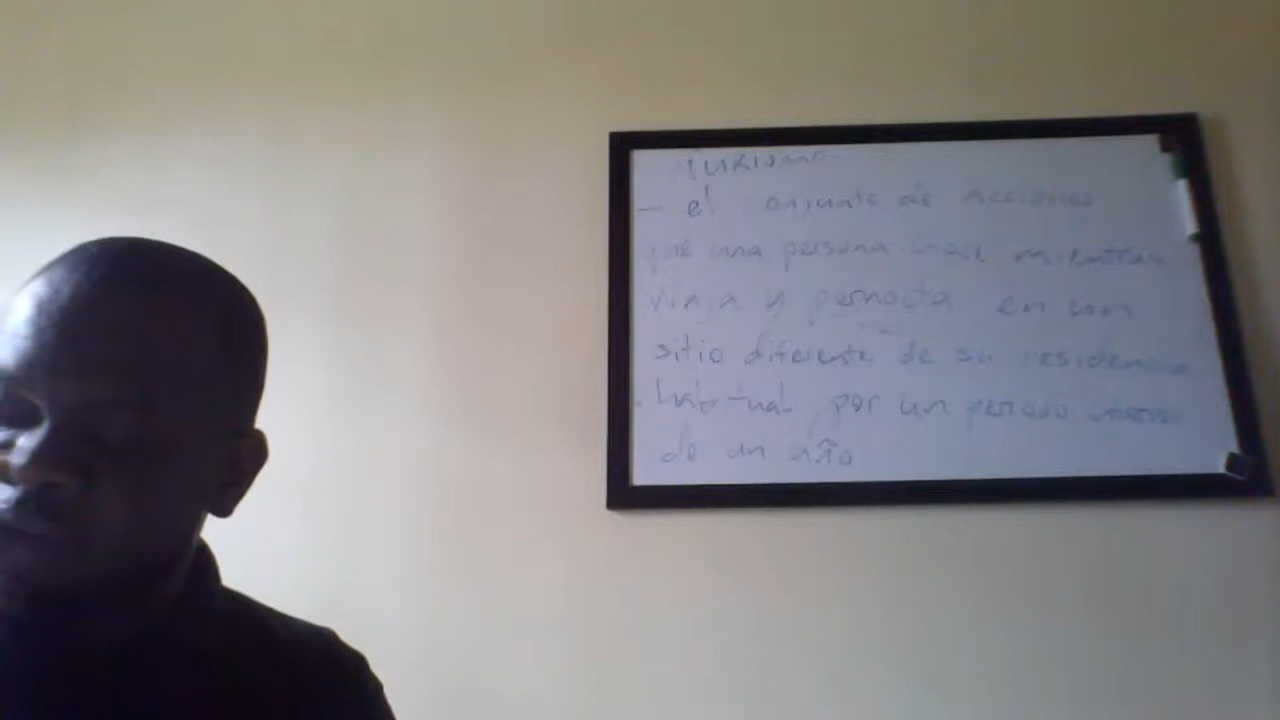 turismo
- el conjunto de acciones
que una persona hace mientras
viaja y pernocta en
sitio diferente de su residencia
habitual por un periodo inferior
de un año